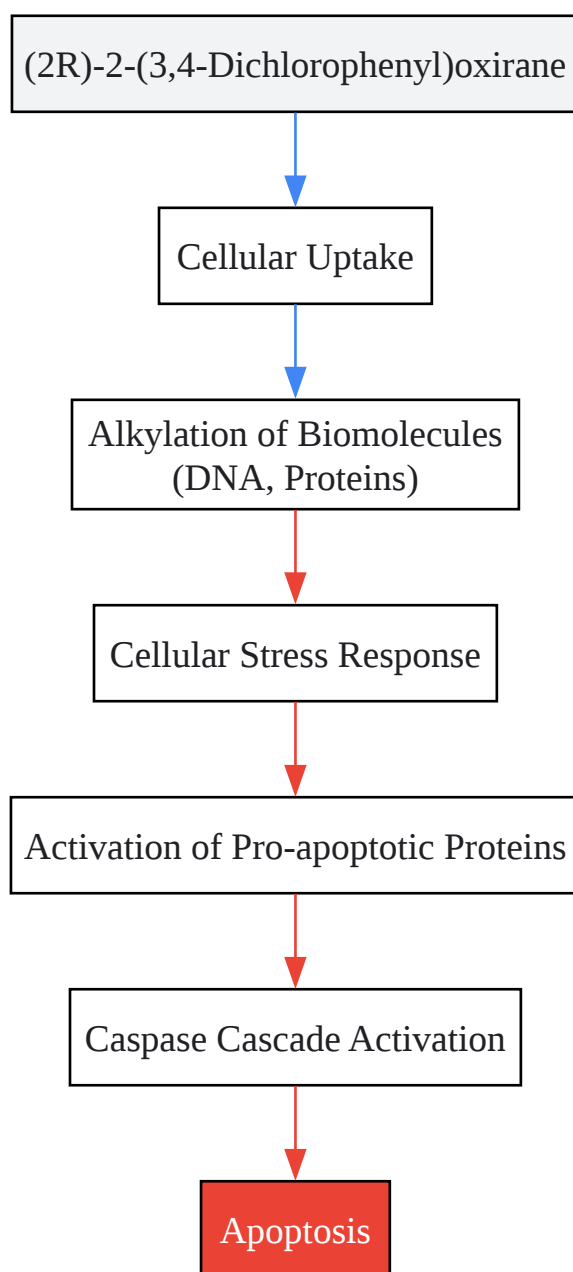 (2R)-2-(3,4-Dichlorophenyl)oxirane
Cellular Uptake
Alkylation of Biomolecules
(DNA, Proteins)
Cellular Stress Response
Activation of Pro-apoptotic Proteins
Caspase Cascade Activation
Apoptosis